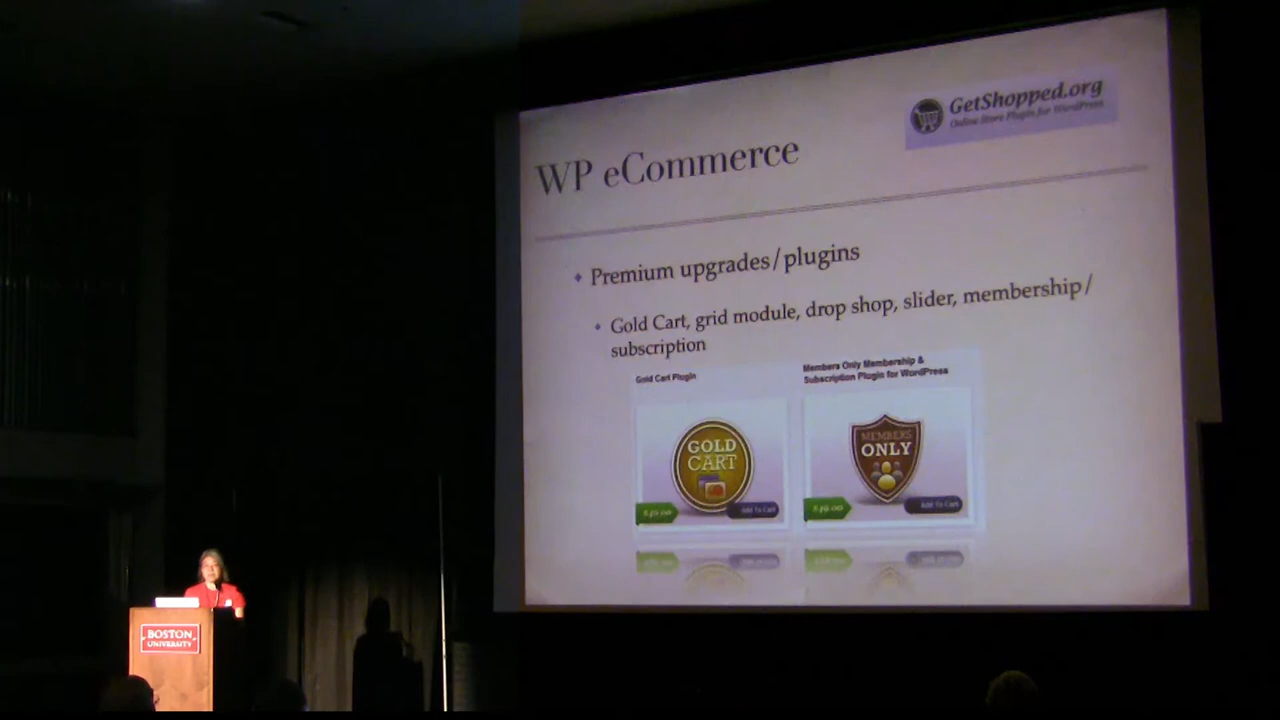 GetShopped.org
Online Store Plugin for WordPress
WP eCommerce
Premium upgrades/plugins
Gold Cart, grid module, drop shop, slider, membership/
subscription
Gold Cart Plugin
Members Only Membership &
Subscription Plugin for WordPress
GOLD
CART
MEMBERS
ONLY
Add To Cart
Add To Cart
BOSTON
UNIVERSITY